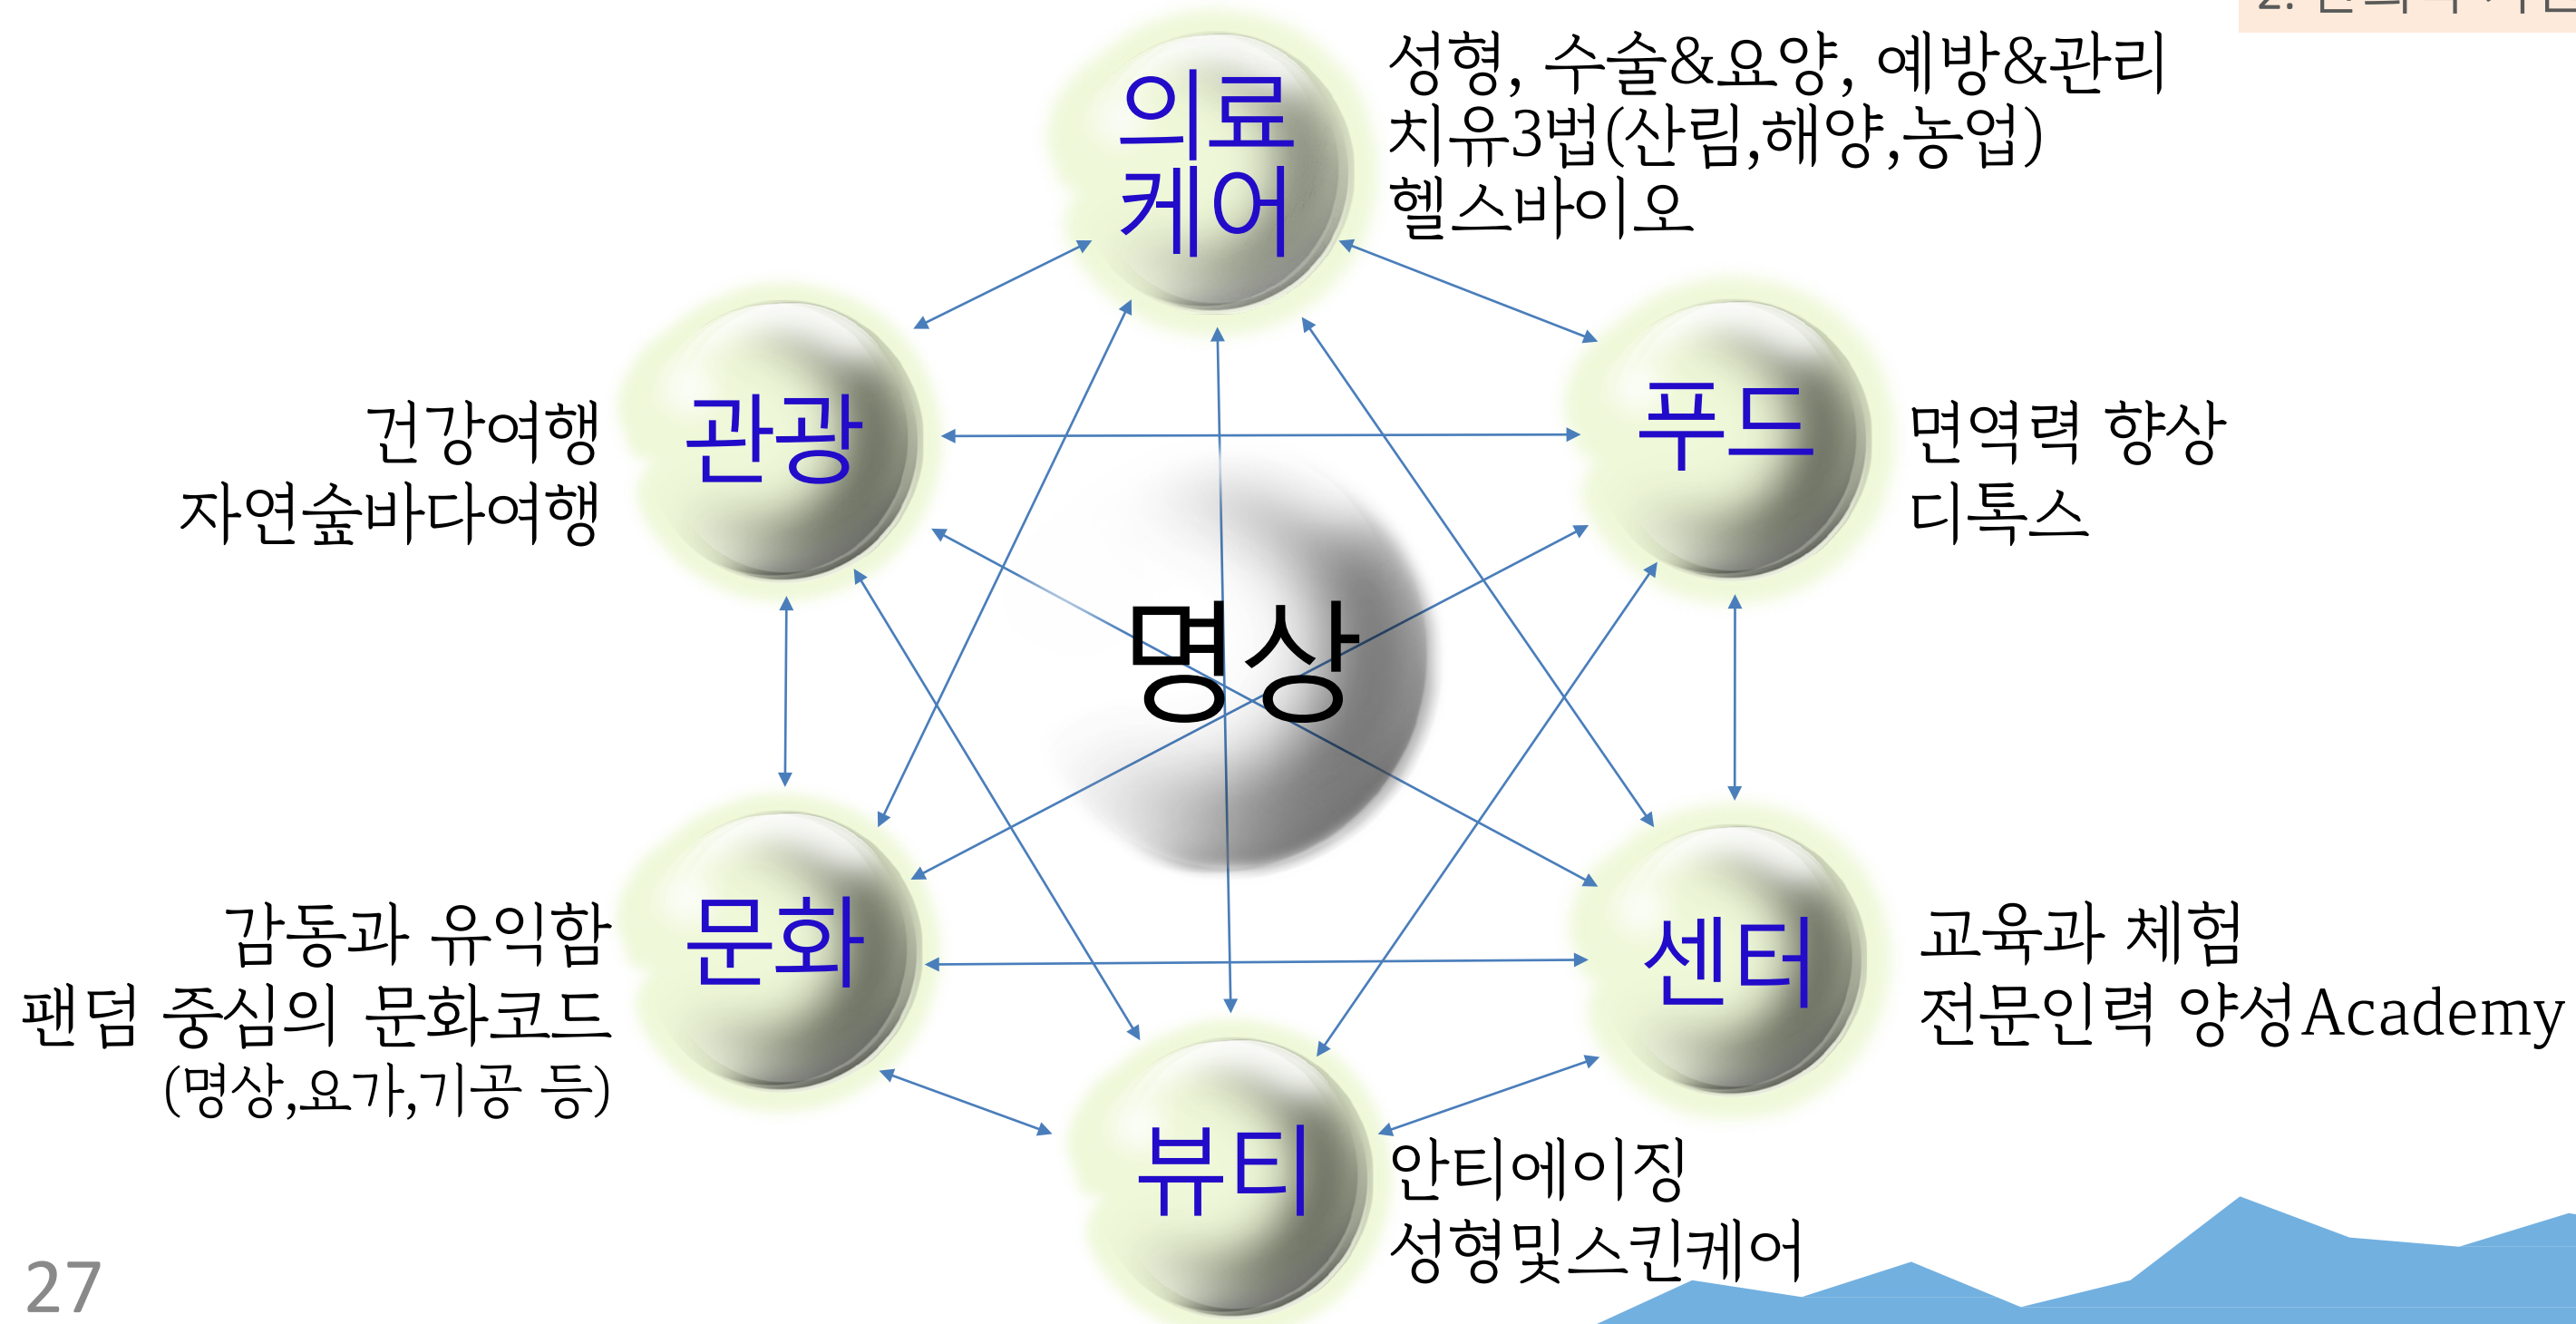 의료
케어
성형, 수술&요양, 예방&관리
치유3법(산림,해양,농업)
헬스바이오
관광
건강여행
자연숲바다여행
푸드
면역력 향상
디톡스
명상
문화
감동과 유익함
팬덤 중심의 문화코드
(명상,요가,기공 등)
센터
교육과 체험
전문인력 양성Academy
뷰티
안티에이징
성형및스킨케어
27